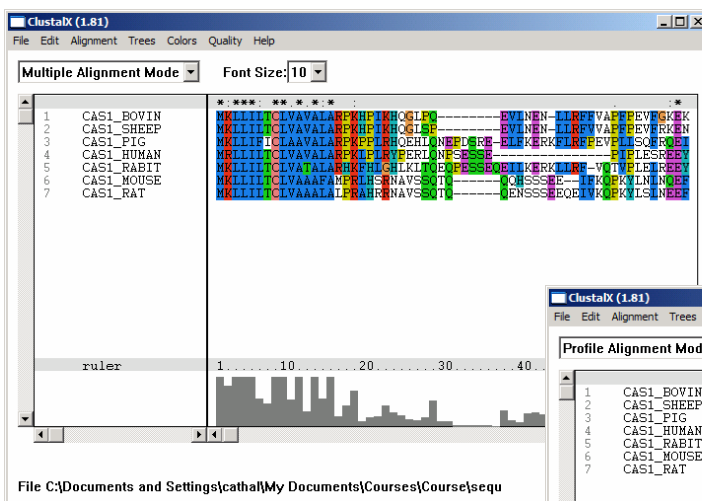 ClustalX (1.81)
File Edit Alignment Trees Colors Quality Help
Multiple Alignment Mode Font Size: 10
*:****: **.*.*:*. :                                    . :*
1 CAS1_BOVIN MKLLILTCLVAVALARPKHPIKHQGLPQ--------EVLNEN-LLRFFVAPFPEVFGKEK
2 CAS1_SHEEP MKLLILTCLVAVALARPKHPIKHQGLSP--------EVLNEN-LLRFVVAPFPEVFRKEN
3 CAS1_PIG MKLLIFICLAAVALARPKPPLRHQEHLQNEPDSRE-ELFKERKFLRFPEVPLLSQFRQEI
4 CAS1_HUMAN MRLLILTCLVAVALARPKLPLRYPERLQNPSESSE---------------PIPLESREEY
5 CAS1_RABIT MKLLILTCLVATALARHKFHLGHLKLTQEQPESSEQEILKERKLLRF-VQTVPLELREEY
6 CAS1_MOUSE MKLLILTCLVAAAFAMPRLHSRNAVSSQTQ------QQHSSSEE--IFKQPKYLNLNQEF
7 CAS1_RAT MKLLILTCLVAAALALPRAHRRNAVSSQTQ------QENSSSEEQEIVKQPKYLSLNEEF
ruler 1.......10........20........30........40..
File C:\Documents and Settings\cathal\My Documents\Courses\Course\sequ
ClustalX (1.81)
File Edit Alignment Trees
Profile Alignment Mod
1 CAS1_BOVIN
2 CAS1_SHEEP
3 CAS1_PIG
4 CAS1_HUMAN
5 CAS1_RABIT
6 CAS1_MOUSE
7 CAS1_RAT